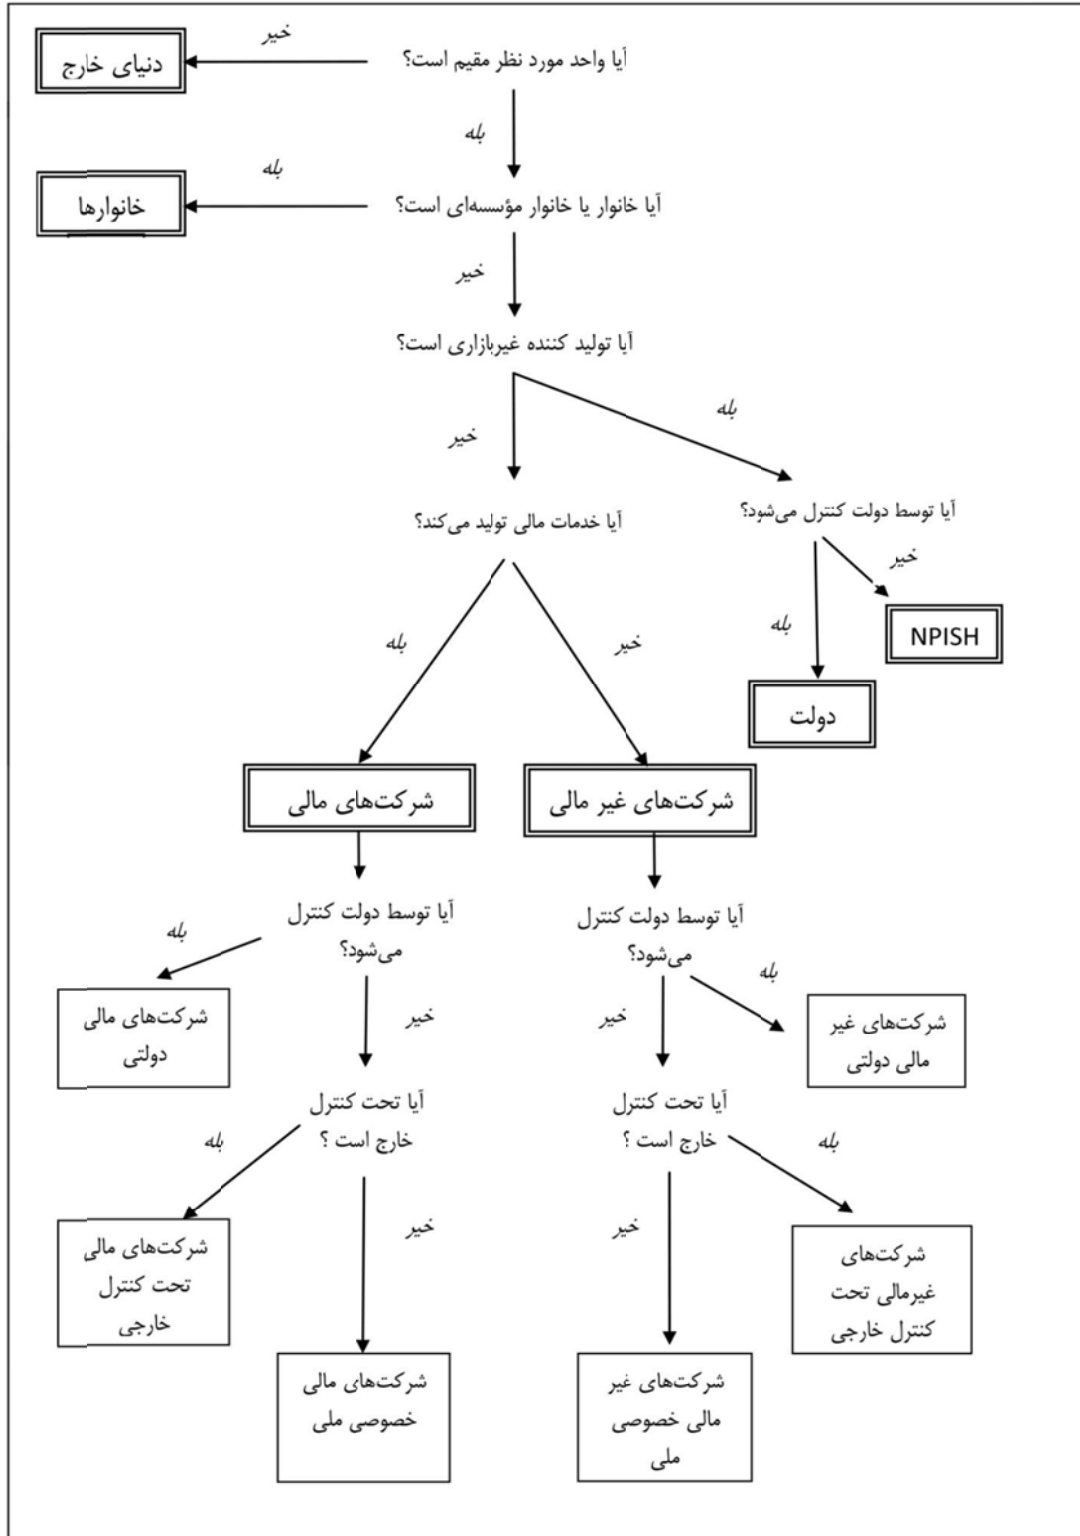 آیا واحد مورد نظر مقیم است؟
خیر
دنیای خارج
بله
آیا خانوار یا خانوار مؤسسه‌ای است؟
بله
خانوارها
خیر
آیا تولید کننده غیربازاری است؟
بله
خیر
آیا توسط دولت کنترل می‌شود؟
آیا خدمات مالی تولید می‌کند؟
خیر
بله
NPISH
دولت
خیر
بله
شرکت‌های غیر مالی
شرکت‌های مالی
آیا توسط دولت کنترل
می‌شود؟
آیا توسط دولت کنترل
می‌شود؟
بله
خیر
شرکت‌های غیر
مالی دولتی
خیر
بله
شرکت‌های مالی
دولتی
آیا تحت کنترل
خارج است ؟
آیا تحت کنترل
خارج است ؟
بله
خیر
شرکت‌های
غیرمالی تحت
کنترل خارجی
خیر
بله
شرکت‌های مالی
تحت کنترل
خارجی
شرکت‌های غیر
مالی خصوصی
ملی
شرکت‌های مالی
خصوصی ملی